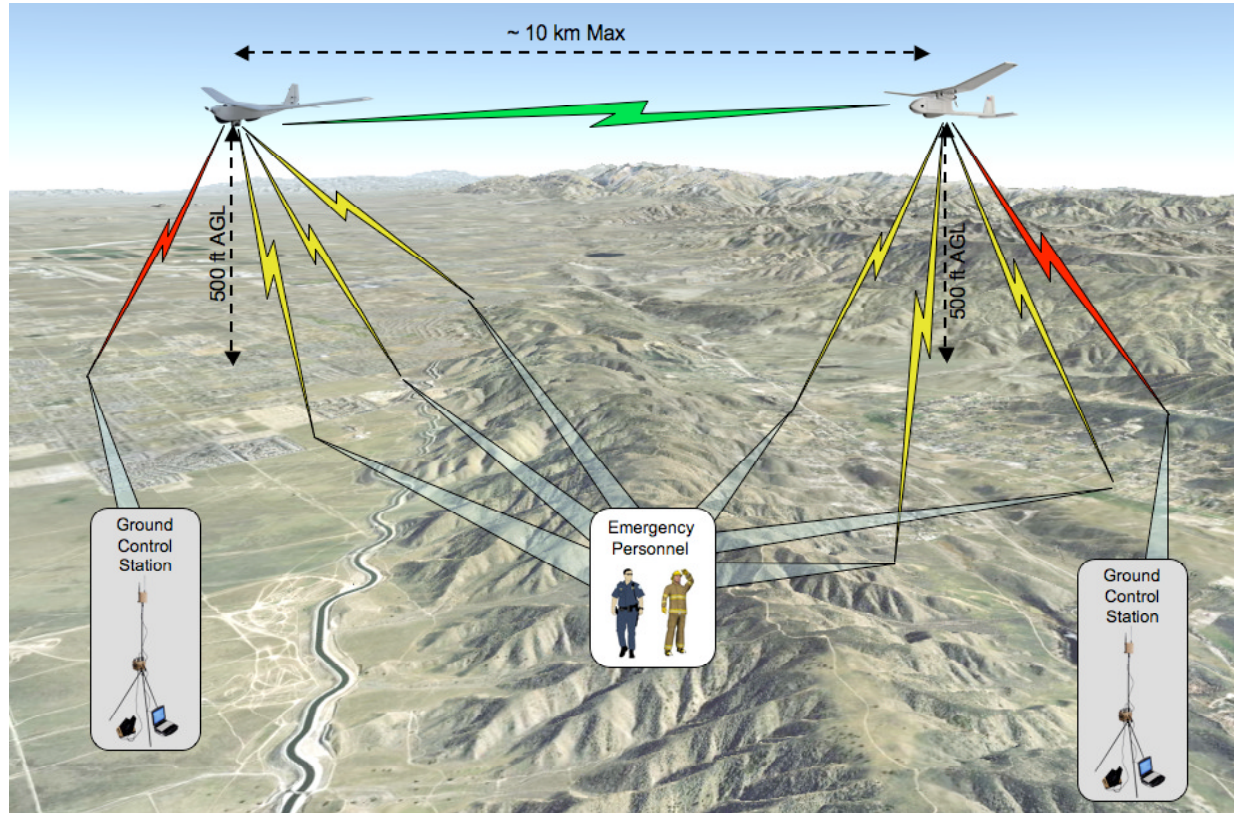 ~ 10 km Max
500 ft AGL
500 ft AGL
Ground
Control
Station
Emergency
Personnel
Ground
Control
Station